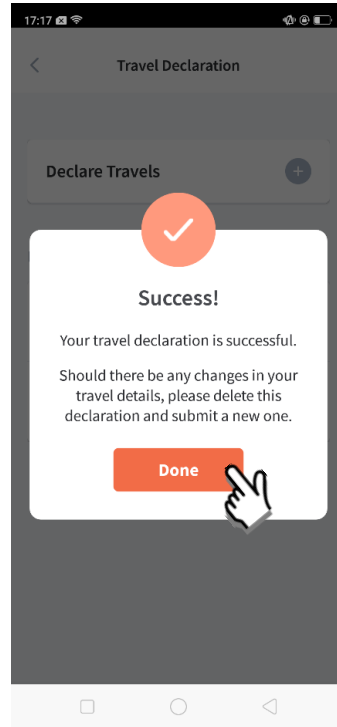 17:17
Travel Declaration
Declare Travels
Success!
Your travel declaration is successful.
Should there be any changes in your
travel details, please delete this
declaration and submit a new one.
Done